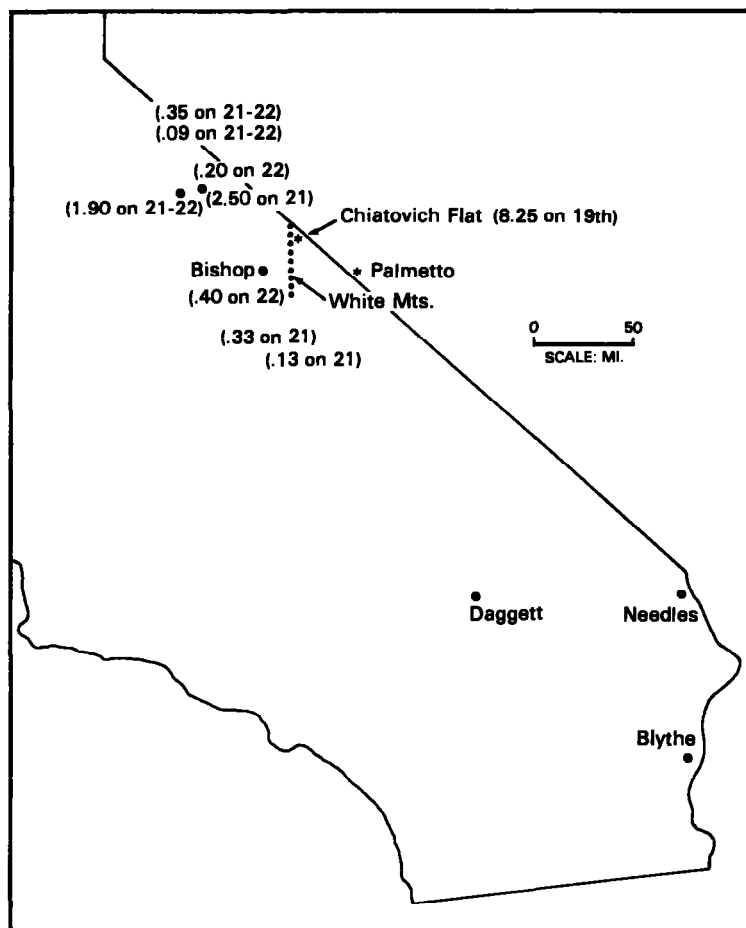 (.35 on 21-22)
(.09 on 21-22)
(.20 on 22)
(1.90 on 21-22)
(2.50 on 21)
Chiatovich Flat (8.25 on 19th)
Bishop
* Palmetto
(.40 on 22)
White Mts.
(.33 on 21)
(.13 on 21)
0 50
SCALE: MI.
Daggett
Needles
Blythe